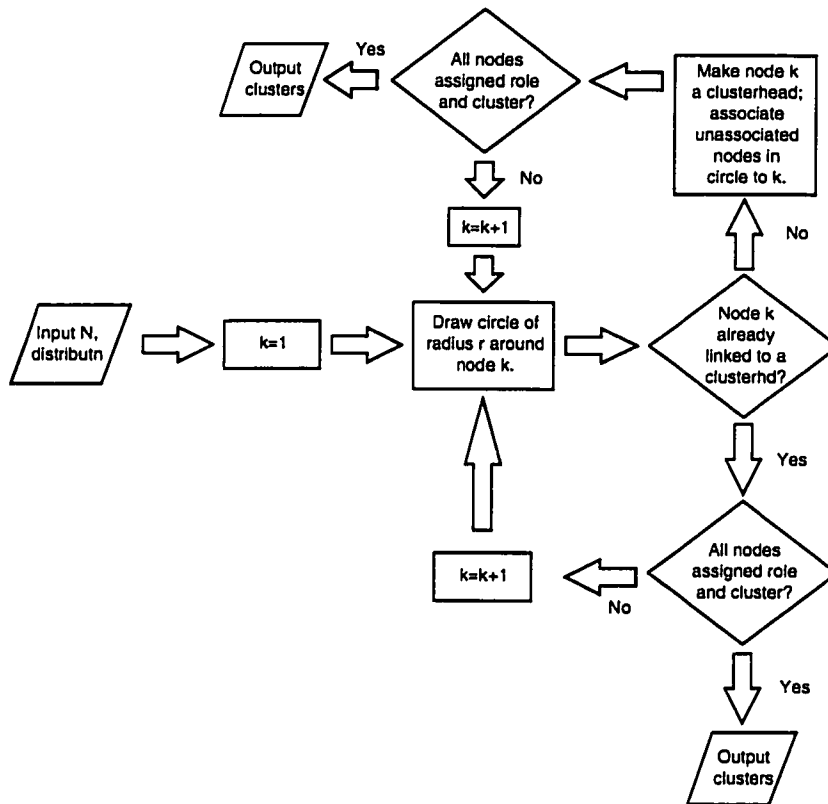 Output
clusters
Yes
All nodes
assigned role
and cluster?
Make node k
a clusterhead;
associate
unassociated
nodes in
circle to k.
No
k=k+1
No
Input N,
distributn
k=1
Draw circle of
radius r around
node k.
Node k
already
linked to a
clusterhd?
Yes
k=k+1
No
All nodes
assigned role
and cluster?
Yes
Output
clusters